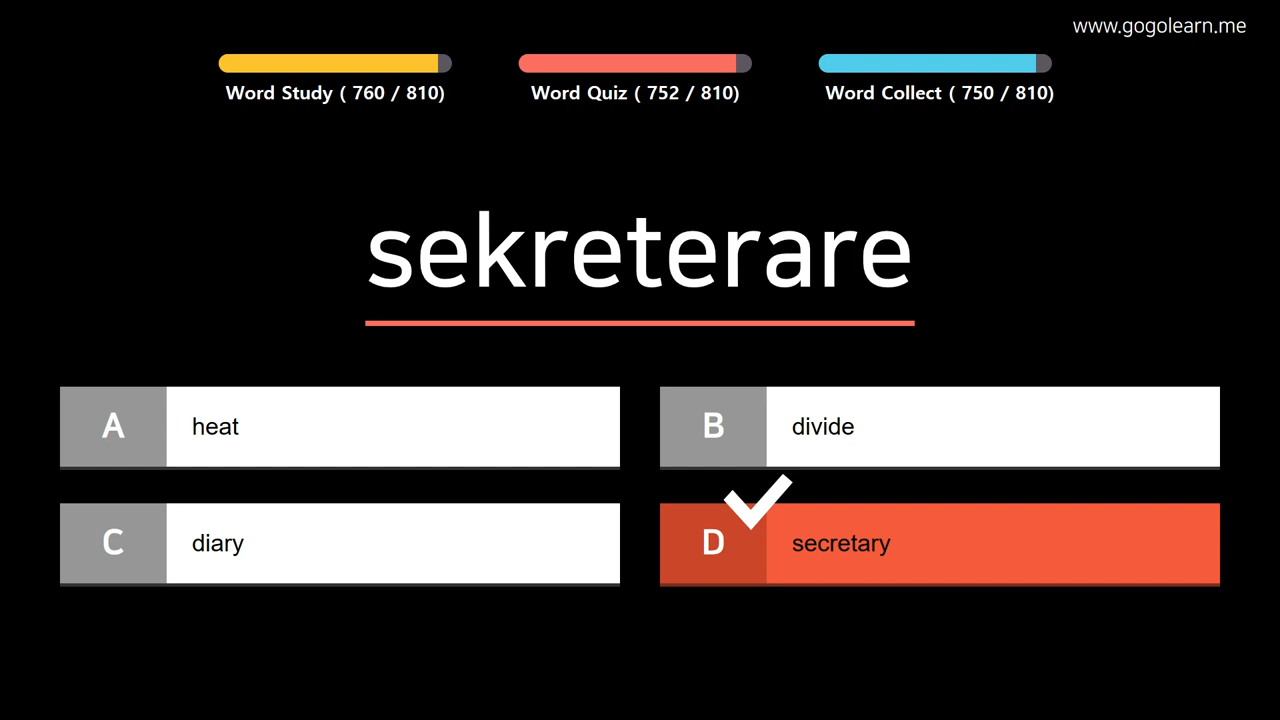 www.gogolearn.me
Word Study ( 760 / 810)
Word Quiz ( 752 / 810)
Word Collect ( 750 / 810)
sekreterare
A heat
B divide
C diary
D secretary